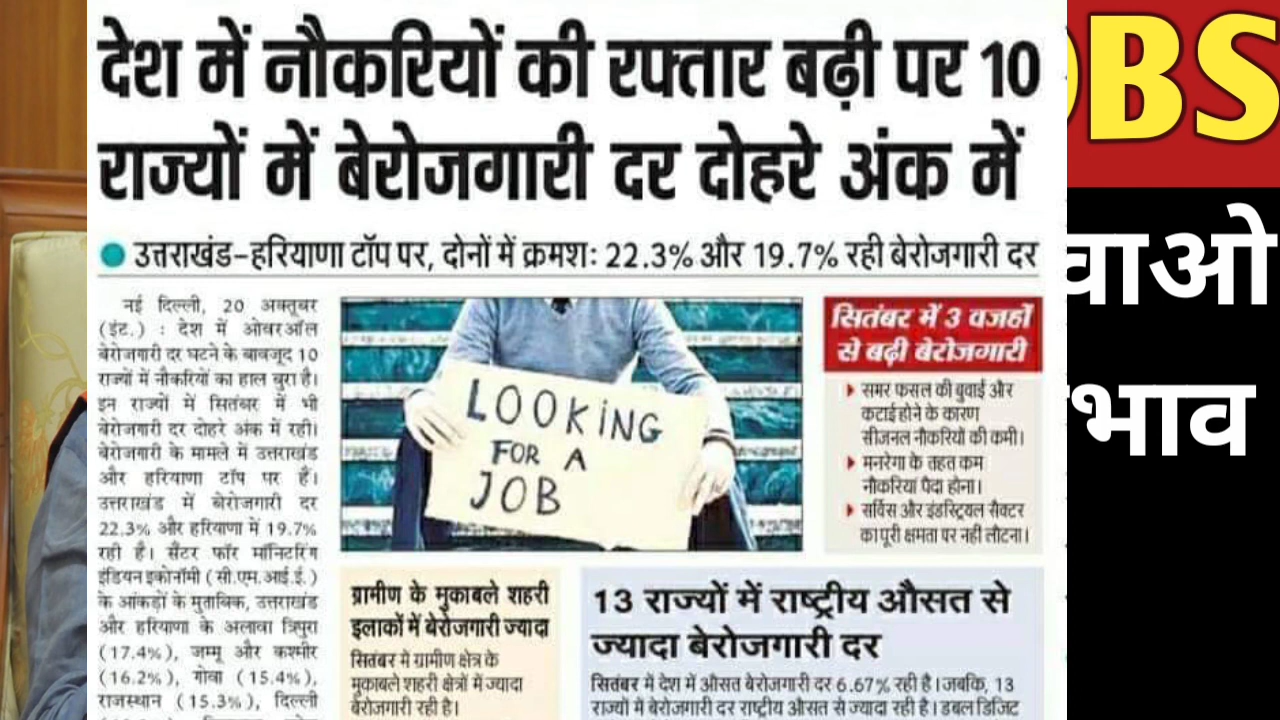 देश में नौकरियों की रफ्तार बढ़ी पर 10
राज्यों में बेरोजगारी दर दोहरे अंक में
उत्तराखंड-हरियाणा टॉप पर, दोनों में क्रमशः 22.3% और 19.7% रही बेरोजगारी दर
नई दिल्ली, 20 अक्तूबर
(इंट.) : देश में ओवरऑल
बेरोजगारी दर घटने के बावजूद 10
राज्यों में नौकरियों का हाल बुरा है।
इन राज्यों में सितंबर में भी
बेरोजगारी दर दोहरे अंक में रही।
बेरोजगारी के मामले में उत्तराखंड
और हरियाणा टॉप पर हैं।
उत्तराखंड में बेरोजगारी दर
22.3% और हरियाणा में 19.7%
रही है। सैंटर फॉर मॉनिटरिंग
इंडियन इकोनॉमी (सी.एम.आई.ई.)
के आंकड़ों के मुताबिक, उत्तराखंड
और हरियाणा के अलावा त्रिपुरा
(17.4%), जम्मू और कश्मीर
(16.2%), गोवा (15.4%),
राजस्थान (15.3%), दिल्ली
LOOKING
FOR A
JOB
सितंबर में 3 वजहों
से बढ़ी बेरोजगारी
समर फसल की बुवाई और
कटाई होने के कारण
सीजनल नौकरियों की कमी।
मनरेगा के तहत कम
नौकरियां पैदा होना।
सर्विस और इंडस्ट्रियल सैक्टर
का पूरी क्षमता पर नहीं लौटना।
ग्रामीण के मुकाबले शहरी
इलाकों में बेरोजगारी ज्यादा
सितंबर में ग्रामीण क्षेत्र के
मुकाबले शहरी क्षेत्रों में ज्यादा
बेरोजगारी रही है।
13 राज्यों में राष्ट्रीय औसत से
ज्यादा बेरोजगारी दर
सितंबर में देश में औसत बेरोजगारी दर 6.67% रही है। जबकि, 13
राज्यों में बेरोजगारी दर राष्ट्रीय औसत से ज्यादा रही है। डबल डिजिट
OBS
वाओ
भाव